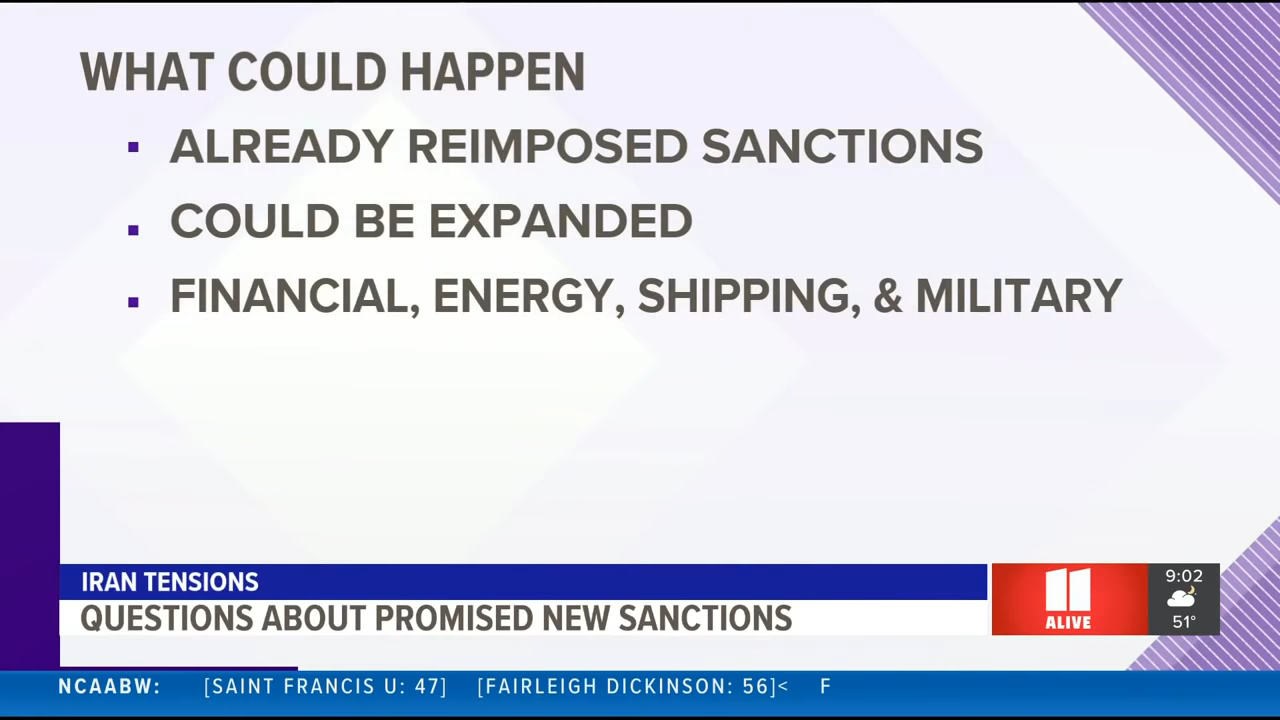 WHAT COULD HAPPEN
ALREADY REIMPOSED SANCTIONS
COULD BE EXPANDED
FINANCIAL, ENERGY, SHIPPING, & MILITARY
IRAN TENSIONS
QUESTIONS ABOUT PROMISED NEW SANCTIONS
11
ALIVE
9:02
51°
NCAABW: [SAINT FRANCIS U: 47] [FAIRLEIGH DICKINSON: 56]< F